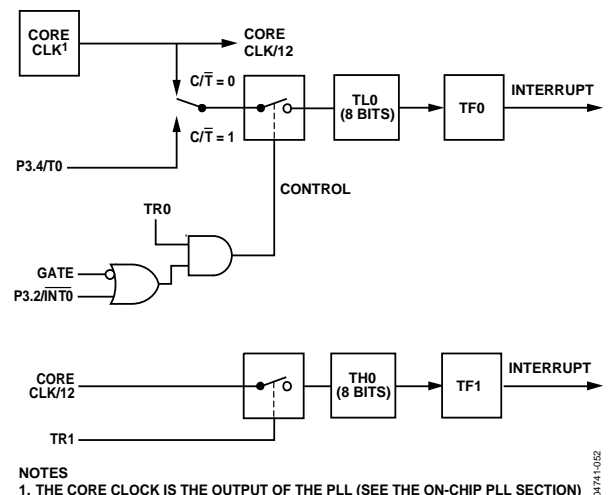 CORE
CLK¹
CORE
CLK/12
C/T̅ = 0
C/T̅ = 1
P3.4/T0
TL0
(8 BITS)
TF0
INTERRUPT
CONTROL
TR0
GATE
P3.2/I̅N̅T̅0̅
CORE
CLK/12
TH0
(8 BITS)
TF1
INTERRUPT
TR1
NOTES
1. THE CORE CLOCK IS THE OUTPUT OF THE PLL (SEE THE ON-CHIP PLL SECTION)
04741-052